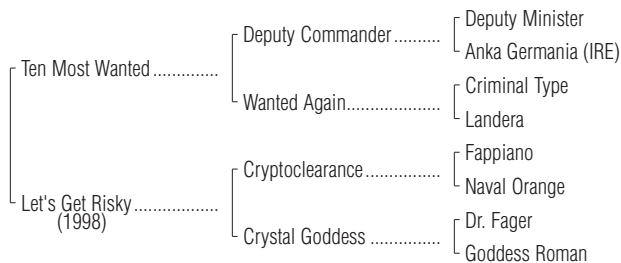 Deputy Minister
Deputy Commander..........
Anka Germania (IRE)
Ten Most Wanted..............
Criminal Type
Wanted Again....................
Landera
Fappiano
Cryptoclearance................
Naval Orange
Let's Get Risky..................
(1998)
Dr. Fager
Crystal Goddess...............
Goddess Roman